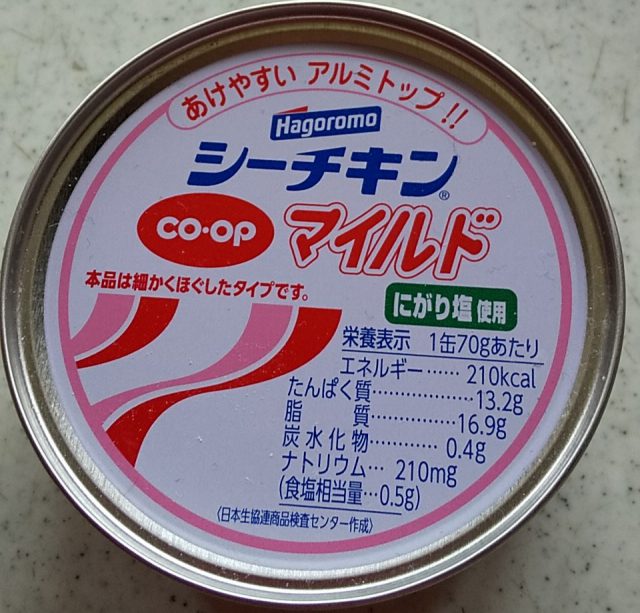 あけやすい アルミトップ!!
Hagoromo
シーチキン®
CO·OP マイルド
本品は細かくほぐしたタイプです。
にがり塩使用
栄養表示 1缶70gあたり
エネルギー…… 210kcal
たんぱく質……………… 13.2g
脂質……………… 16.9g
炭水化物………… 0.4g
ナトリウム… 210mg
(食塩相当量…0.5g)
〈日本生協連商品検査センター作成〉